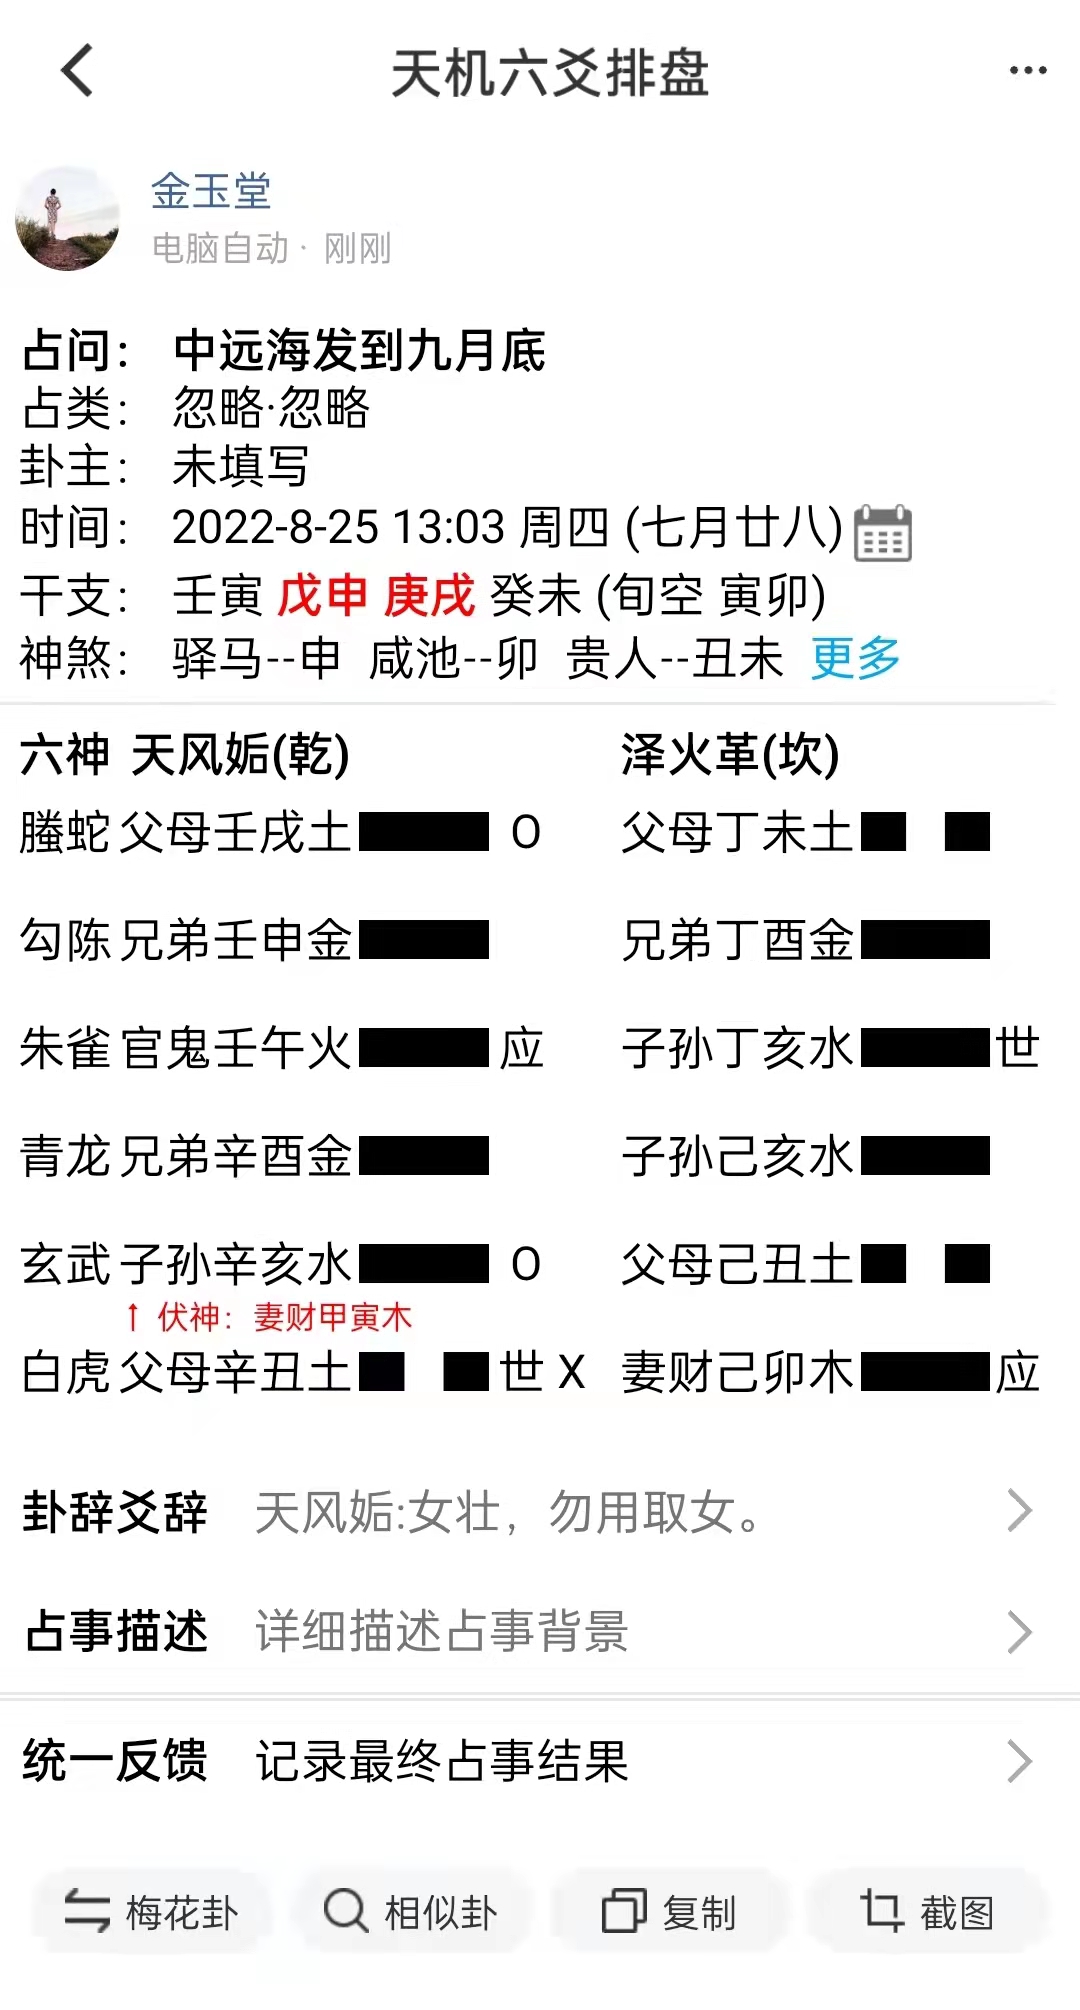 天机六爻排盘
金玉堂
电脑自动· 刚刚
占问： 中远海发到九月底
占类： 忽略·忽略
卦主： 未填写
时间： 2022-8-25 13:03 周四 (七月廿八)
干支： 壬寅 戊申 庚戌 癸未 (旬空 寅卯)
神煞： 驿马--申 咸池--卯 贵人--丑未 更多
六神 天风姤(乾) 泽火革(坎)
螣蛇 父母壬戌土 O 父母丁未土
勾陈 兄弟壬申金 兄弟丁酉金
朱雀 官鬼壬午火 应 子孙丁亥水 世
青龙 兄弟辛酉金 子孙己亥水
玄武 子孙辛亥水 O 父母己丑土
↑ 伏神：妻财甲寅木
白虎 父母辛丑土 世 X 妻财己卯木 应
卦辞爻辞 天风姤:女壮，勿用取女。
占事描述 详细描述占事背景
统一反馈 记录最终占事结果
梅花卦 相似卦 复制 截图